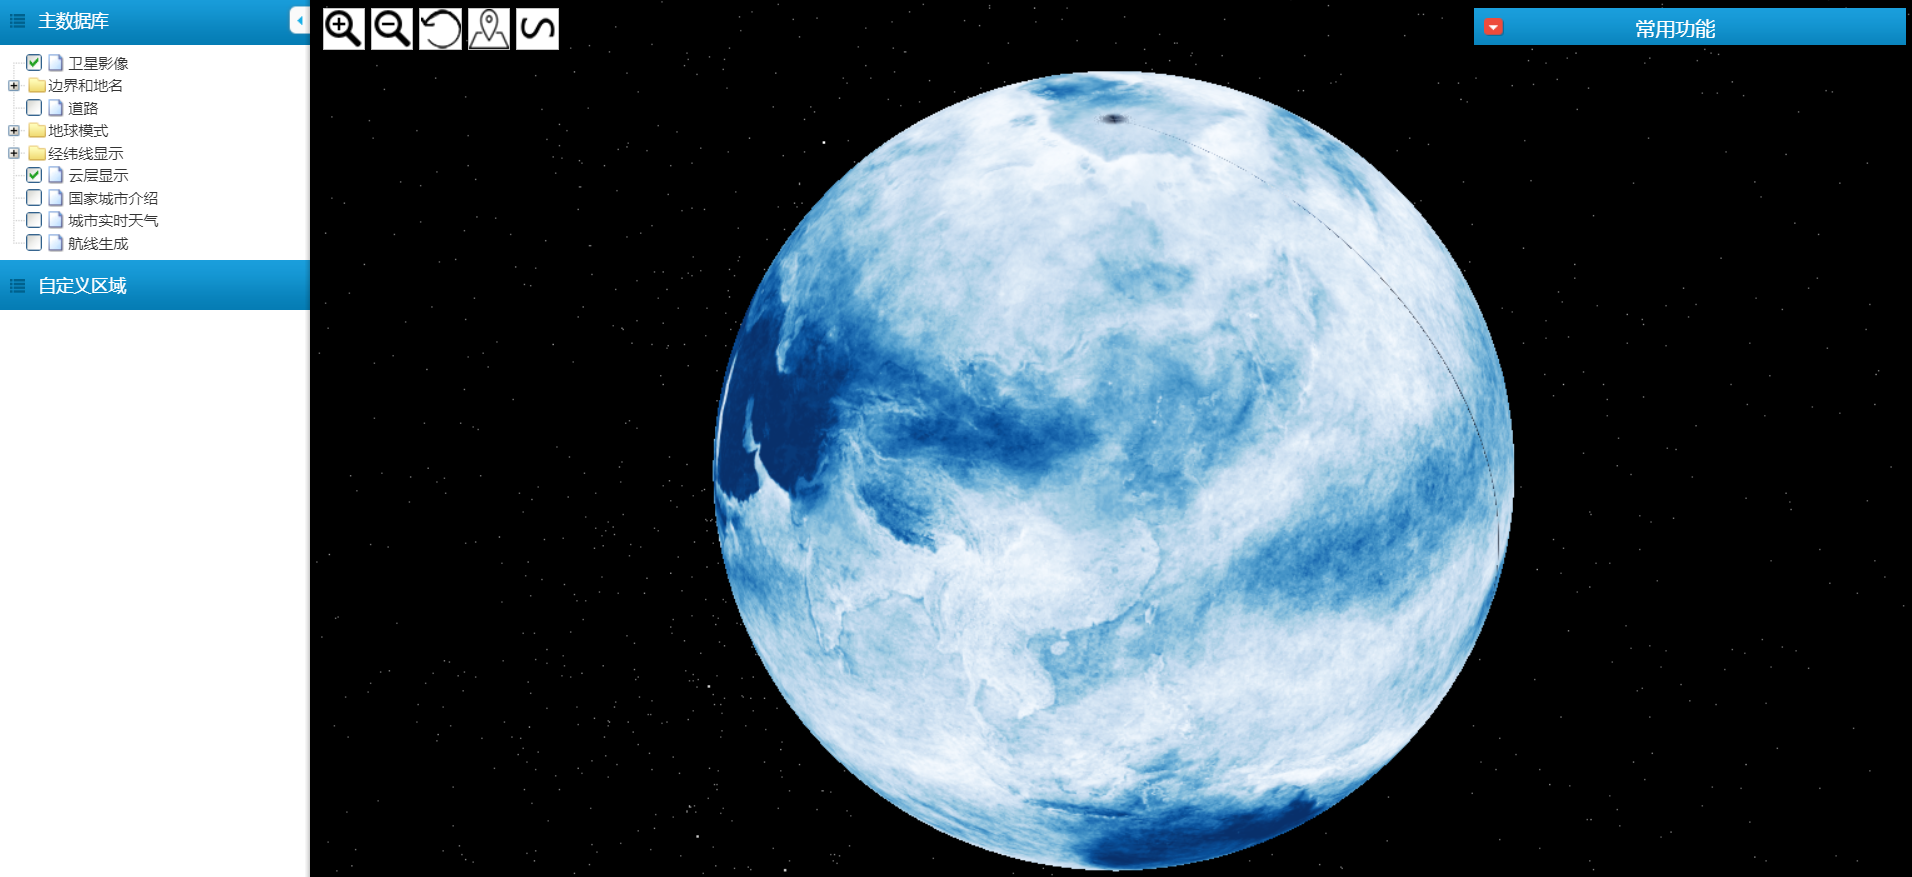 主数据库
常用功能
卫星影像
边界和地名
道路
地球模式
经纬线显示
云层显示
国家城市介绍
城市实时天气
航线生成
自定义区域